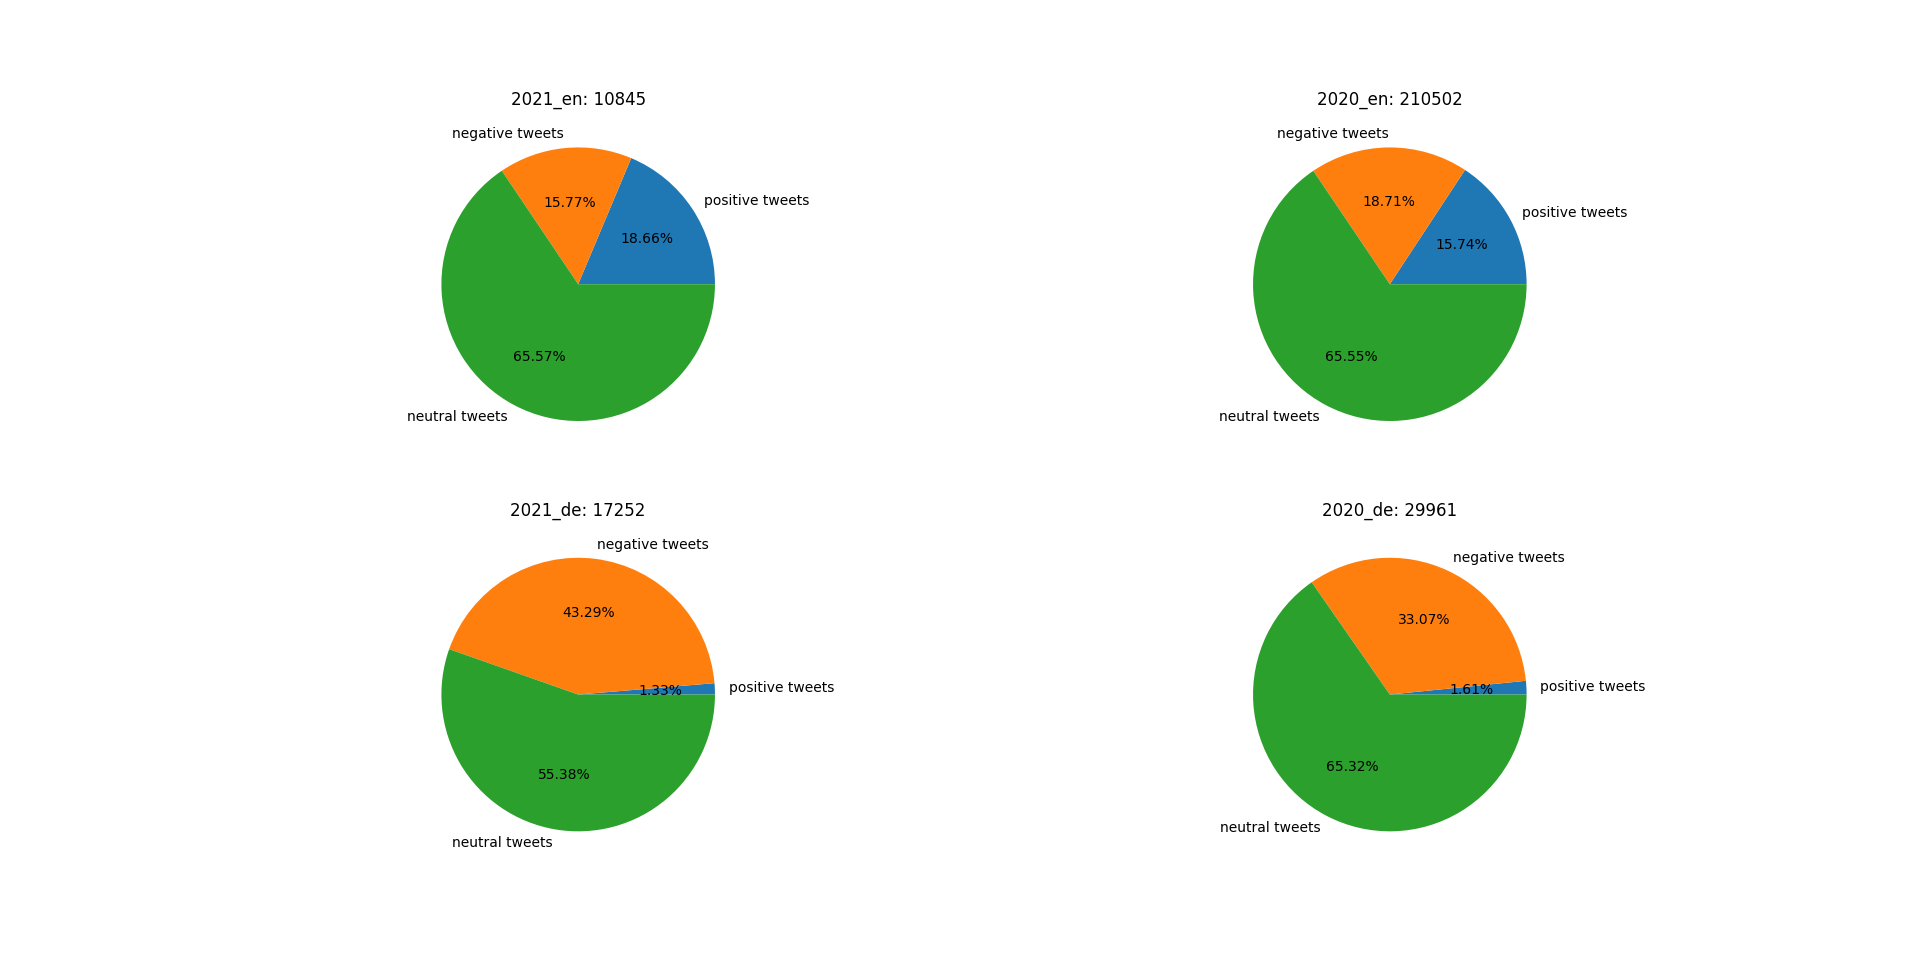 2021_en: 10845
negative tweets
positive tweets
15.77%
18.66%
65.57%
neutral tweets
2020_en: 210502
negative tweets
positive tweets
18.71%
15.74%
65.55%
neutral tweets
2021_de: 17252
negative tweets
43.29%
1.33%
positive tweets
55.38%
neutral tweets
2020_de: 29961
negative tweets
33.07%
1.61%
positive tweets
65.32%
neutral tweets